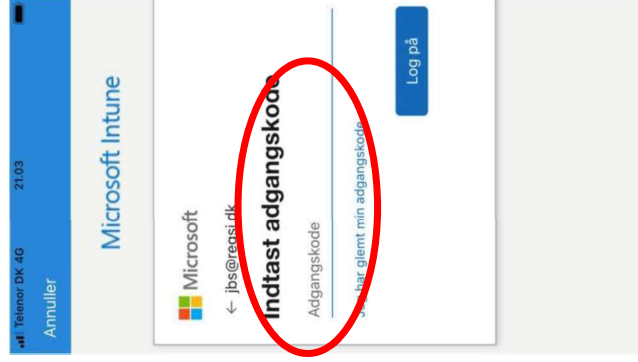 Telenor DK 4G 21.03
Annuller
Microsoft Intune
Microsoft
← jbs@regsj.dk
Indtast adgangskode
Adgangskode
Jeg har glemt min adgangskode
Log på